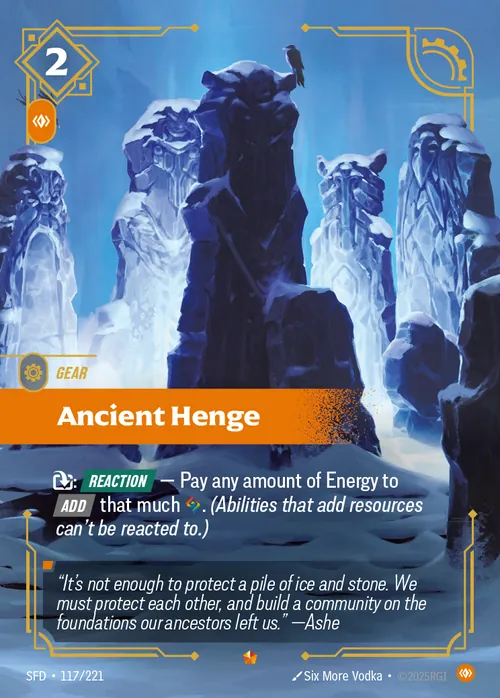 2
GEAR
Ancient Henge
: REACTION — Pay any amount of Energy to
ADD that much . (Abilities that add resources
can't be reacted to.)
“It's not enough to protect a pile of ice and stone. We
must protect each other, and build a community on the
foundations our ancestors left us.” —Ashe
SFD • 117/221
Six More Vodka • ©2025RGI